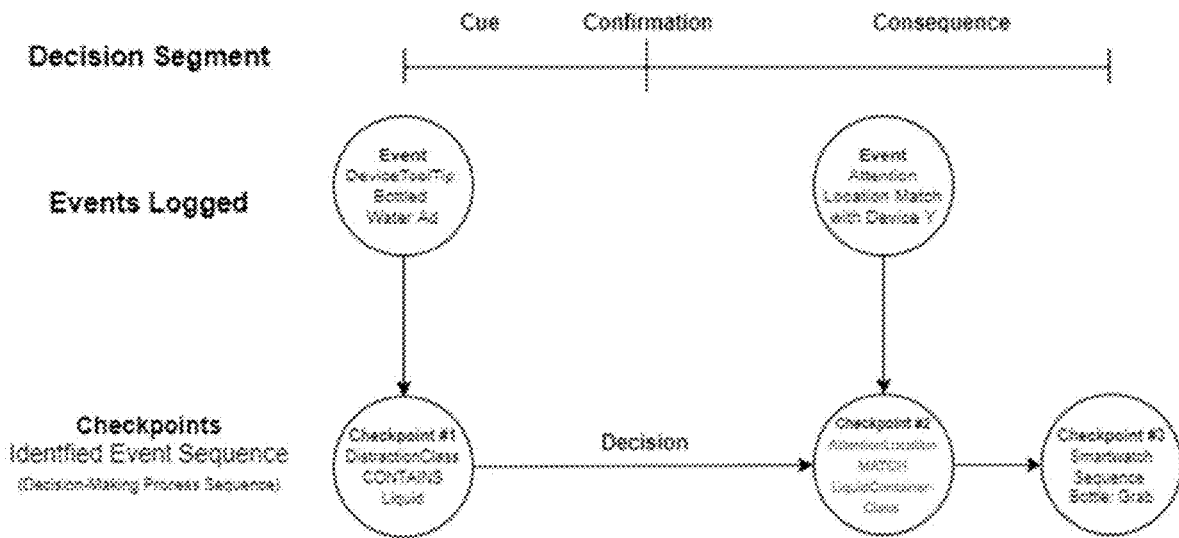 Cue Confirmation Consequence
Decision Segment
Event
DeviceToolTip:
Bottled
Water Ad
Event
Attention
Location Match
with Device Y
Events Logged
Checkpoints
Identfied Event Sequence
(Decision-Making Process Sequence)
Checkpoint #1
DistractionClass
CONTAINS
Liquid
Decision
Checkpoint #2
AttentionLocation
MATCH
LiquidContainer
Class
Checkpoint #3
Smartwatch
Sequence
Bottle: Grab